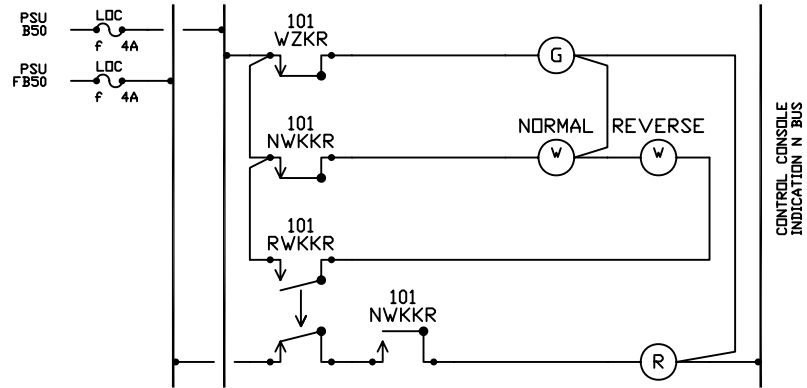 PSU LOC
B50
f 4A
PSU LOC
FB50
f 4A
101
WZKR
G
101
NWKKR
NORMAL REVERSE
W W
101
RWKKR
101
NWKKR
R
CONTROL CONSOLE
INDICATION N BUS